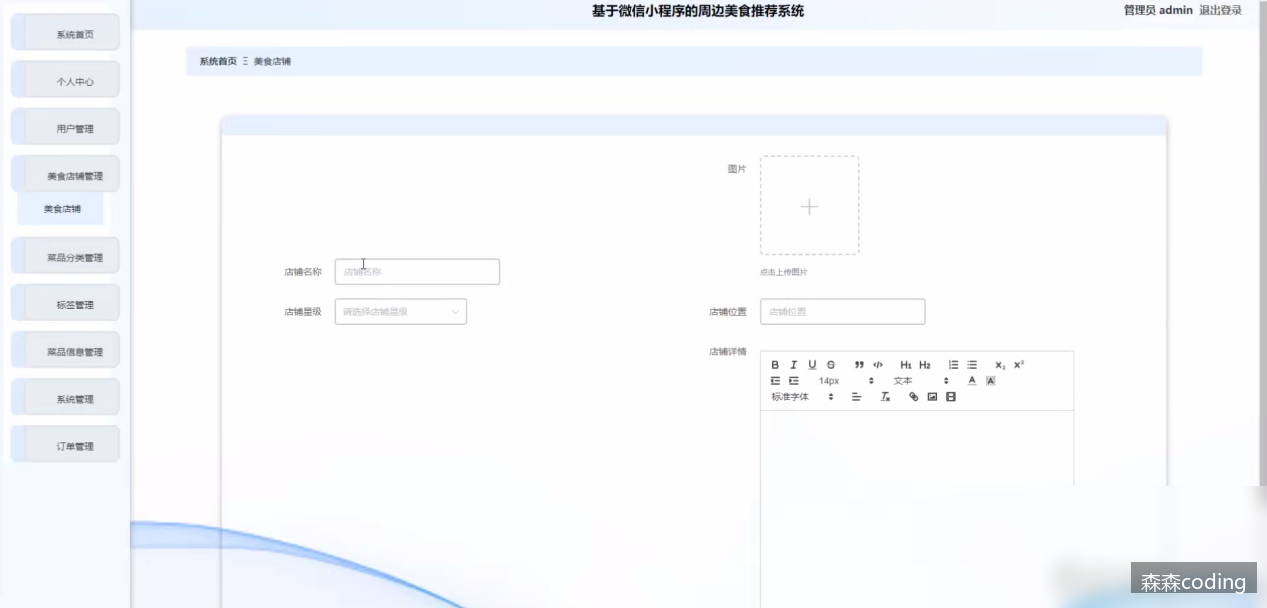 基于微信小程序的周边美食推荐系统
管理员 admin 退出登录
系统首页
个人中心
用户管理
美食店铺管理
美食店铺
菜品分类管理
标签管理
菜品信息管理
系统管理
订单管理
系统首页 Ξ 美食店铺
图片
点击上传图片
店铺名称 店铺名称
店铺星级 请选择店铺星级
店铺位置 店铺位置
店铺详情
B I U S ” </> H1 H2 X₂ X²
14px 文本 A A
标准字体
森森coding